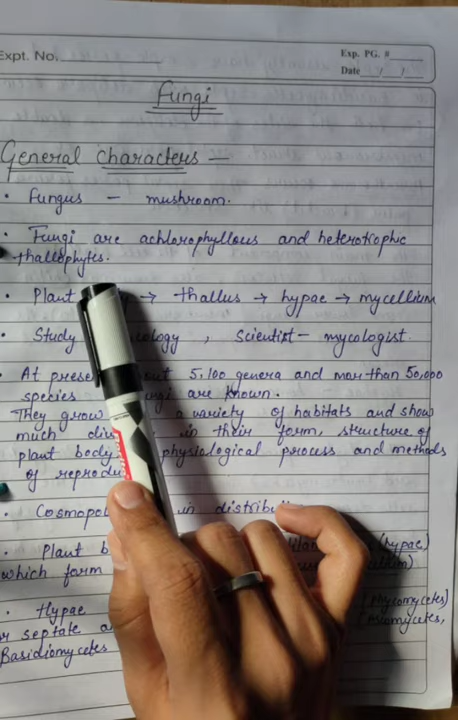 Expt. No.
Exp. PG. #
Date / /
Fungi
General Characters —
• Fungus - mushroom.
• Fungi are achlorophyllous and heterotrophic
thallophytes.
• Plant → thallus → hypae → mycellium
• Study cology, Scientist - mycologist.
• At prese out 5,100 genera and more than 50,000
species gi are known.
They grow a variety of habitats and show
much div in their form, structure of
plant body physiological process and methods
of reprodu
• Cosmopol in distrib
• Plant b (hypae)
which form
• Hypae
septate a
Basidiomycetes